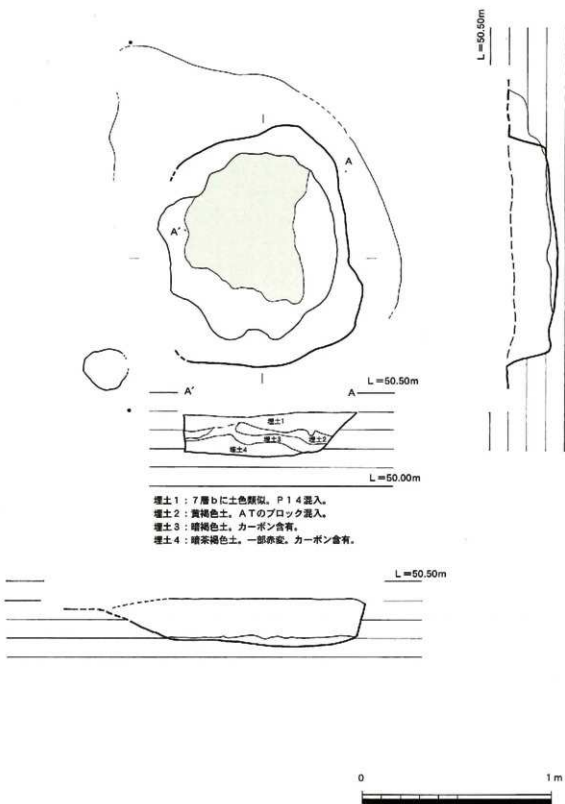 L=50.50m
A
A'
L=50.50m
A'
A
埋土1
埋土2
埋土3
埋土4
L=50.00m
埋土1：7層bに土色類似。P14混入。
埋土2：黄褐色土。ATのブロック混入。
埋土3：暗褐色土。カーボン含有。
埋土4：暗茶褐色土。一部赤変。カーボン含有。
L=50.50m
0
1m